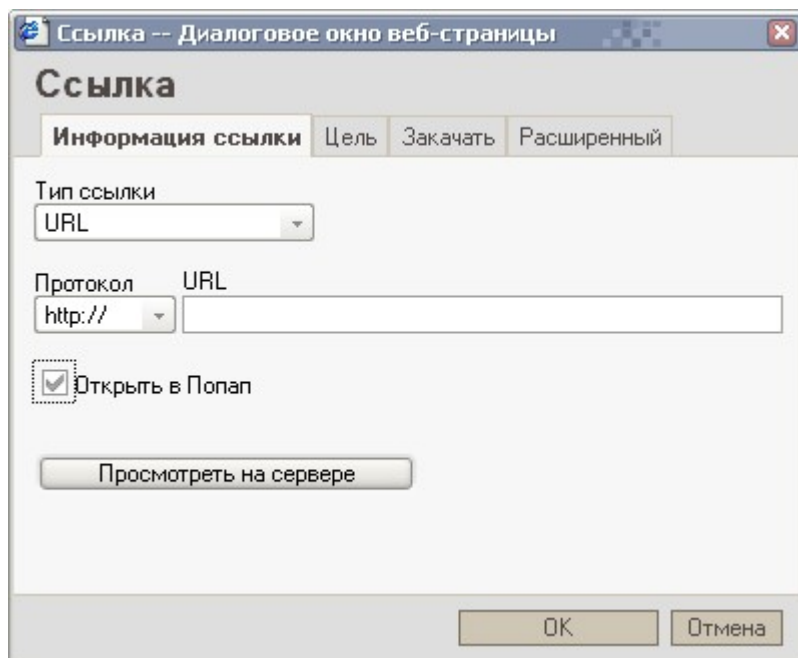 Ссылка -- Диалоговое окно веб-страницы
Ссылка
Информация ссылки Цель Закачать Расширенный
Тип ссылки
URL
Протокол URL
http://
Открыть в Попап
Просмотреть на сервере
OK Отмена